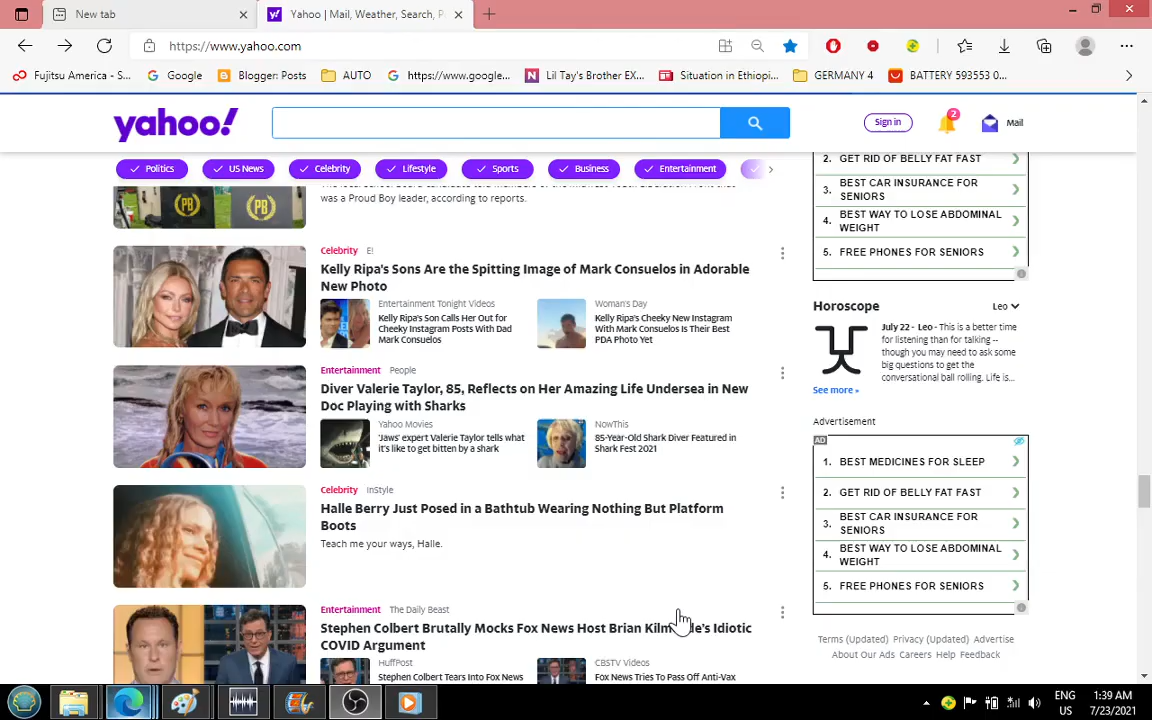 New tab
Yahoo | Mail, Weather, Search, P
https://www.yahoo.com
Fujitsu America - S...
Google
Blogger: Posts
AUTO
https://www.google...
Lil Tay's Brother EX...
Situation in Ethiopi...
GERMANY 4
BATTERY 593553 0...
yahoo!
Sign in
2
Mail
Politics
US News
Celebrity
Lifestyle
Sports
Business
Entertainment
was a Proud Boy leader, according to reports.
PB
PB
Celebrity E!
Kelly Ripa's Sons Are the Spitting Image of Mark Consuelos in Adorable
New Photo
Entertainment Tonight Videos
Kelly Ripa's Son Calls Her Out for
Cheeky Instagram Posts With Dad
Mark Consuelos
Woman's Day
Kelly Ripa's Cheeky New Instagram
With Mark Consuelos Is Their Best
PDA Photo Yet
Entertainment People
Diver Valerie Taylor, 85, Reflects on Her Amazing Life Undersea in New
Doc Playing with Sharks
Yahoo Movies
'Jaws' expert Valerie Taylor tells what
it's like to get bitten by a shark
NowThis
85-Year-Old Shark Diver Featured in
Shark Fest 2021
Celebrity InStyle
Halle Berry Just Posed in a Bathtub Wearing Nothing But Platform
Boots
Teach me your ways, Halle.
Entertainment The Daily Beast
Stephen Colbert Brutally Mocks Fox News Host Brian Idiotic
COVID Argument
HuffPost
Stephen Colbert Tears Into Fox News
CBSTV Videos
Fox News Tries To Pass Off Anti-Vax
2. GET RID OF BELLY FAT FAST
3. BEST CAR INSURANCE FOR
SENIORS
4. BEST WAY TO LOSE ABDOMINAL
WEIGHT
5. FREE PHONES FOR SENIORS
Horoscope
Leo
July 22 - Leo - This is a better time
for listening than for talking --
though you may need to ask some
big questions to get the
conversational ball rolling. Life is...
See more »
Advertisement
AD
1. BEST MEDICINES FOR SLEEP
2. GET RID OF BELLY FAT FAST
3. BEST CAR INSURANCE FOR
SENIORS
4. BEST WAY TO LOSE ABDOMINAL
WEIGHT
5. FREE PHONES FOR SENIORS
Terms (Updated) Privacy (Updated) Advertise
About Our Ads Careers Help Feedback
ENG
US
1:39 AM
7/23/2021